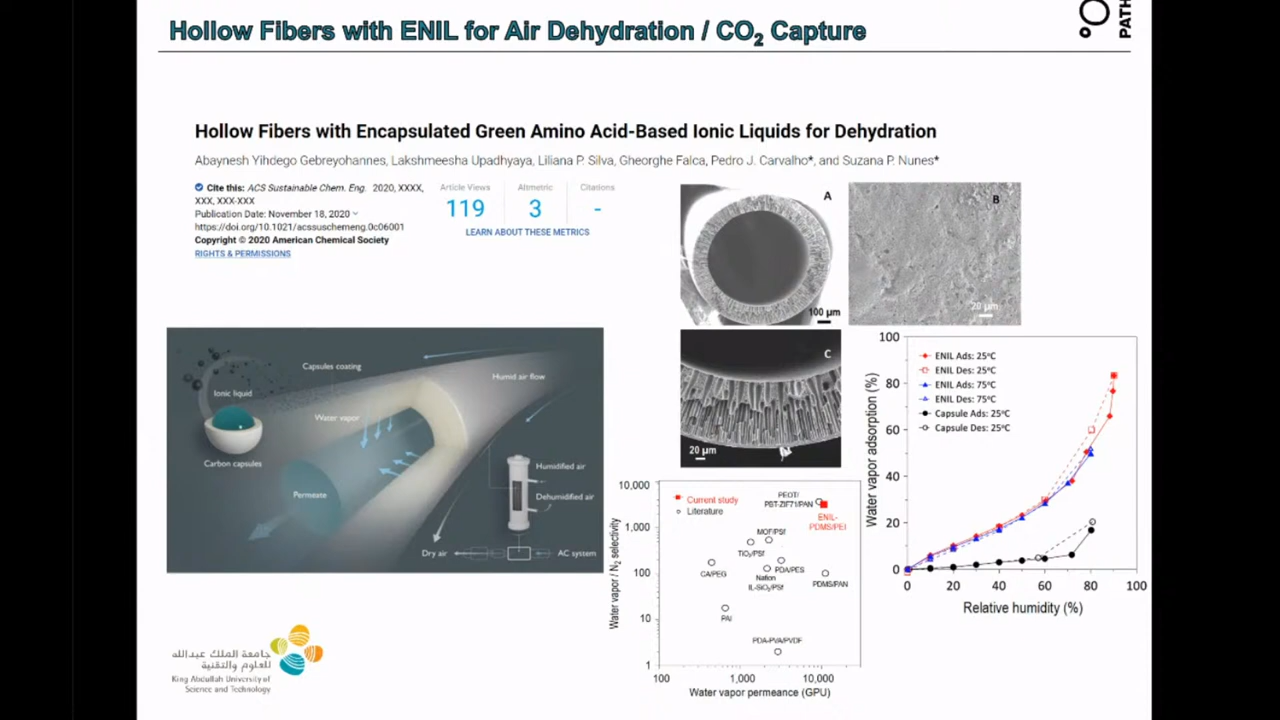 Hollow Fibers with ENIL for Air Dehydration / CO₂ Capture
PATH
Hollow Fibers with Encapsulated Green Amino Acid-Based Ionic Liquids for Dehydration
Abaynesh Yihdego Gebreyohannes, Lakshmeesha Upadhyaya, Liliana P. Silva, Gheorghe Falca, Pedro J. Carvalho*, and Suzana P. Nunes*
Cite this: ACS Sustainable Chem. Eng. 2020, XXXX,
XXX, XXX-XXX
Publication Date: November 18, 2020
https://doi.org/10.1021/acssuschemeng.0c06001
Copyright © 2020 American Chemical Society
RIGHTS & PERMISSIONS
Article Views
119
Altmetric
3
Citations
-
LEARN ABOUT THESE METRICS
A
100 µm
B
20 µm
C
20 µm
Capsules coating
Humid air flow
Ionic liquid
Water vapor
Carbon capsules
Permeate
Humidified air
Dehumidified air
Dry air
AC system
Water vapor / N₂ selectivity
10,000
1,000
100
10
1
Current study
Literature
PEOT/
PBT-ZIF71/PAN
ENIL-
PDMS/PEI
MOF/PSf
TiO₂/PSf
CA/PEG
PDA/PES
Nafion
IL-SiO₂/PSf
PDMS/PAN
PAI
PDA-PVA/PVDF
100
1,000
10,000
Water vapor permeance (GPU)
Water vapor adsorption (%)
100
80
60
40
20
0
ENIL Ads: 25°C
ENIL Des: 25°C
ENIL Ads: 75°C
ENIL Des: 75°C
Capsule Ads: 25°C
Capsule Des: 25°C
0
20
40
60
80
100
Relative humidity (%)
جامعة الملك عبدالله
للعلوم والتقنية
King Abdullah University of
Science and Technology